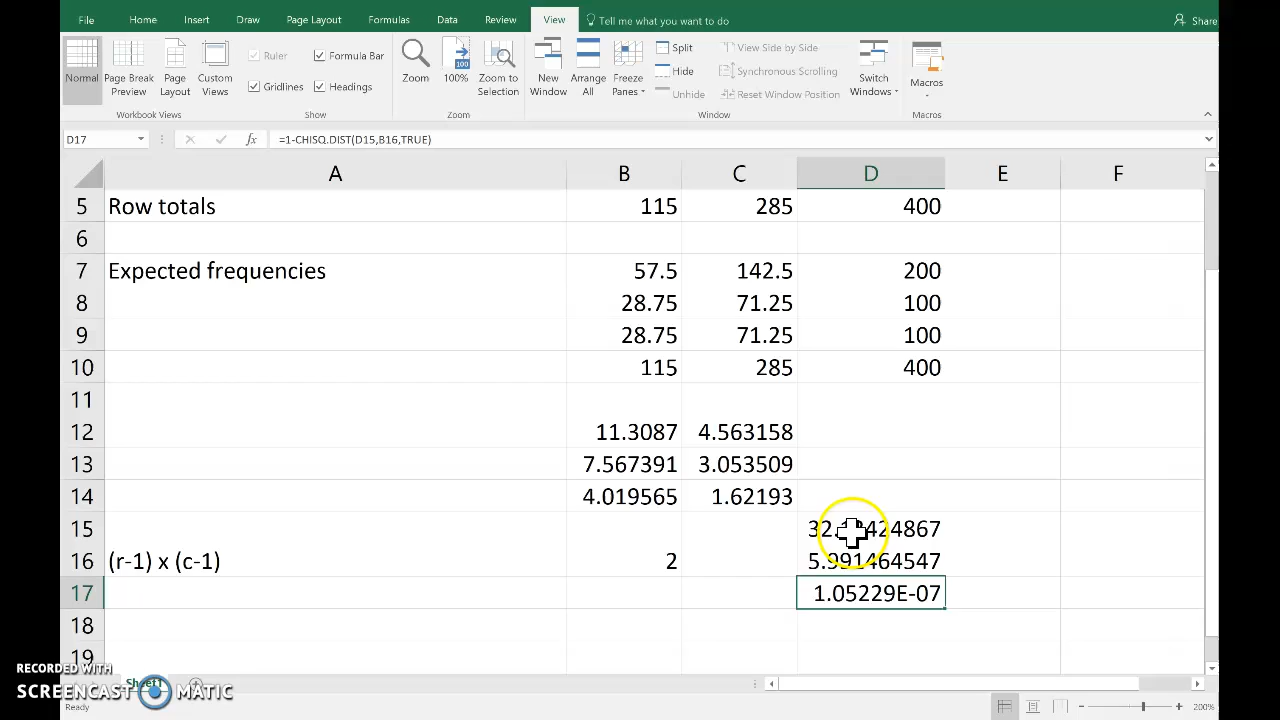 File Home Insert Draw Page Layout Formulas Data Review View Tell me what you want to do Share
Normal Page Break Preview Page Layout Custom Views Ruler Formula Bar Gridlines Headings Zoom 100% Zoom to Selection New Window Arrange All Freeze Panes Split Hide Unhide View Side by Side Synchronous Scrolling Reset Window Position Switch Windows Macros
Workbook Views Show Zoom Window Macros
D17 fx =1-CHISQ.DIST(D15,B16,TRUE)
A B C D E F
5 Row totals 115 285 400
6
7 Expected frequencies 57.5 142.5 200
8 28.75 71.25 100
9 28.75 71.25 100
10 115 285 400
11
12 11.3087 4.563158
13 7.567391 3.053509
14 4.019565 1.62193
15
16 (r-1) x (c-1) 2 5.991464547
17 1.05229E-07
18
19
RECORDED WITH
SCREENCAST MATIC
Sheet1
Ready 200%